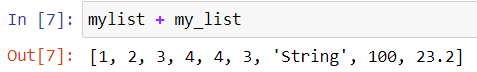 In [7]: mylist + my_list
Out[7]: [1, 2, 3, 4, 4, 3, 'String', 100, 23.2]